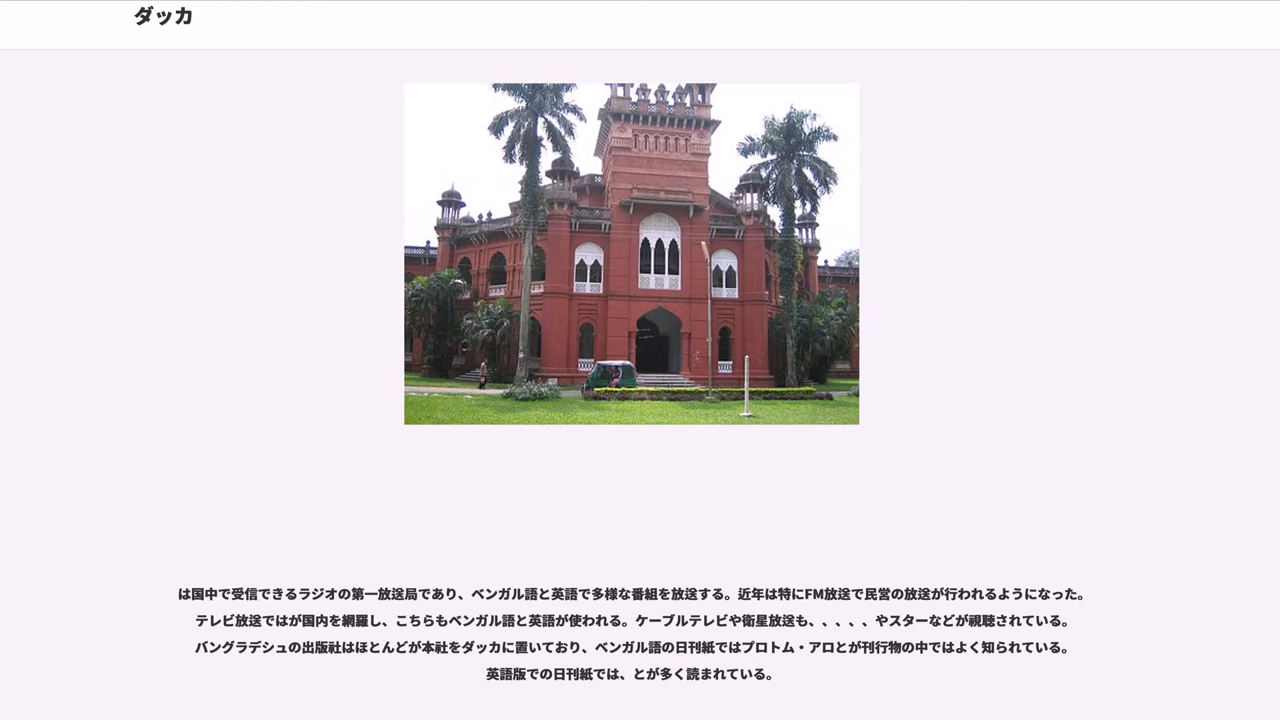 ダッカ
は国中で受信できるラジオの第一放送局であり、ベンガル語と英語で多様な番組を放送する。近年は特にFM放送で民営の放送が行われるようになった。
テレビ放送ではが国内を網羅し、こちらもベンガル語と英語が使われる。ケーブルテレビや衛星放送も、、、、、やスターなどが視聴されている。
バングラデシュの出版社はほとんどが本社をダッカに置いており、ベンガル語の日刊紙ではプロトム・アロとが刊行物の中ではよく知られている。
英語版での日刊紙では、とが多く読まれている。